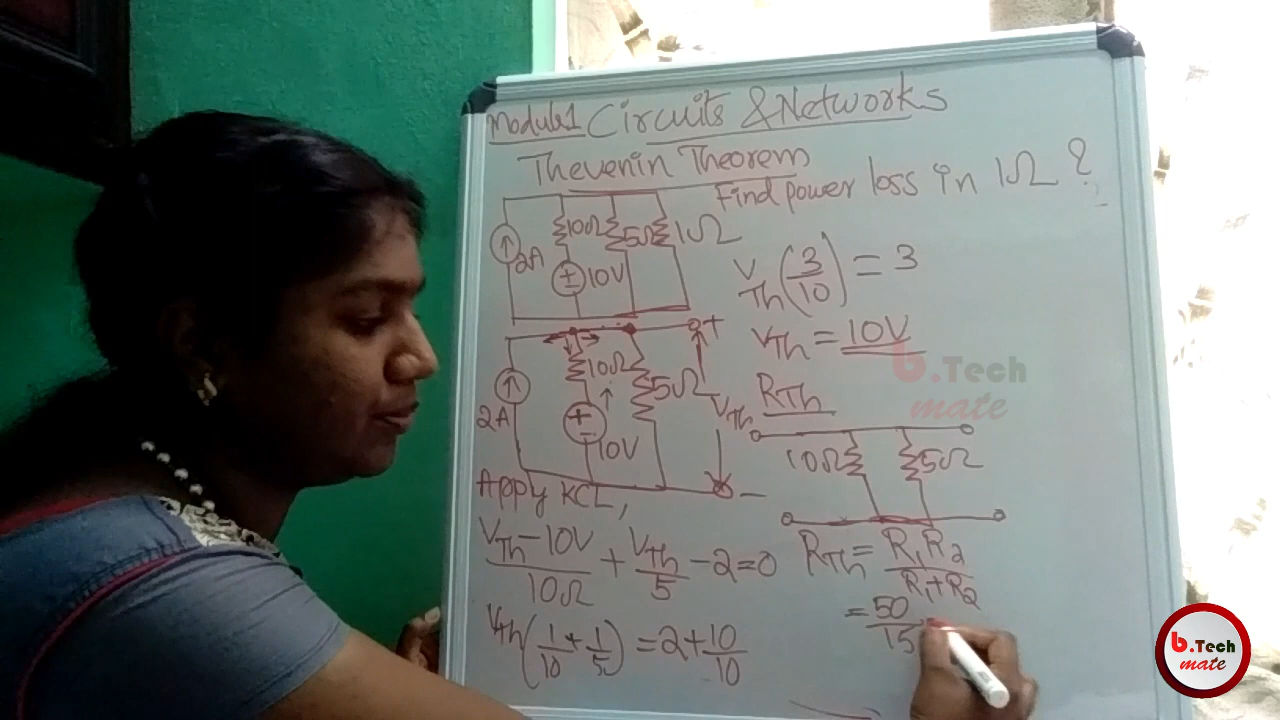 Module1 Circuits & Networks
Thevenin Theorem
Find power loss in 1Ω ?
2A
10Ω
10V
5Ω
1Ω
2A
10Ω
10V
5Ω
+
VTh
-
Apply KCL,
VTh-10V/10Ω + VTh/5 -2=0
VTh(1/10+1/5) = 2+10/10
VTh(3/10) = 3
VTh = 10V
RTh
10Ω
5Ω
RTh = R1R2/R1+R2
= 50/15
b.Tech
mate
b.Tech
mate